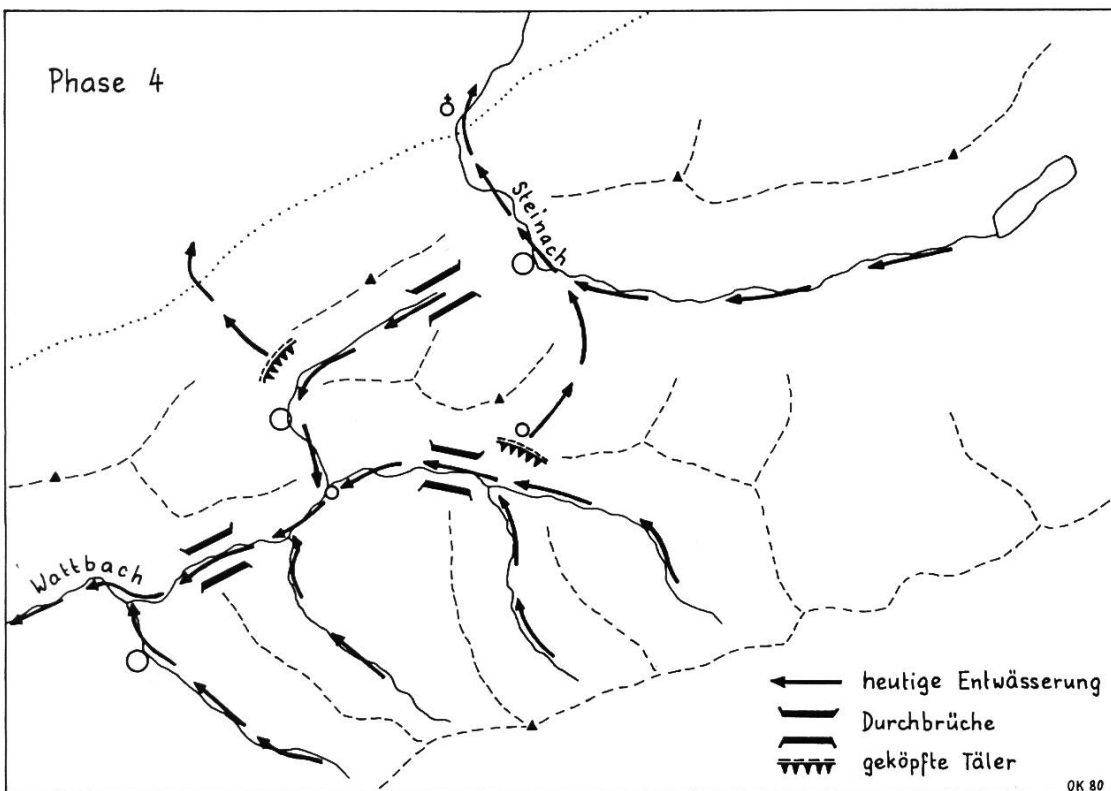 Phase 4
Steinach
Wattbach
heutige Entwässerung
Durchbrüche
geköpfte Täler
OK 80